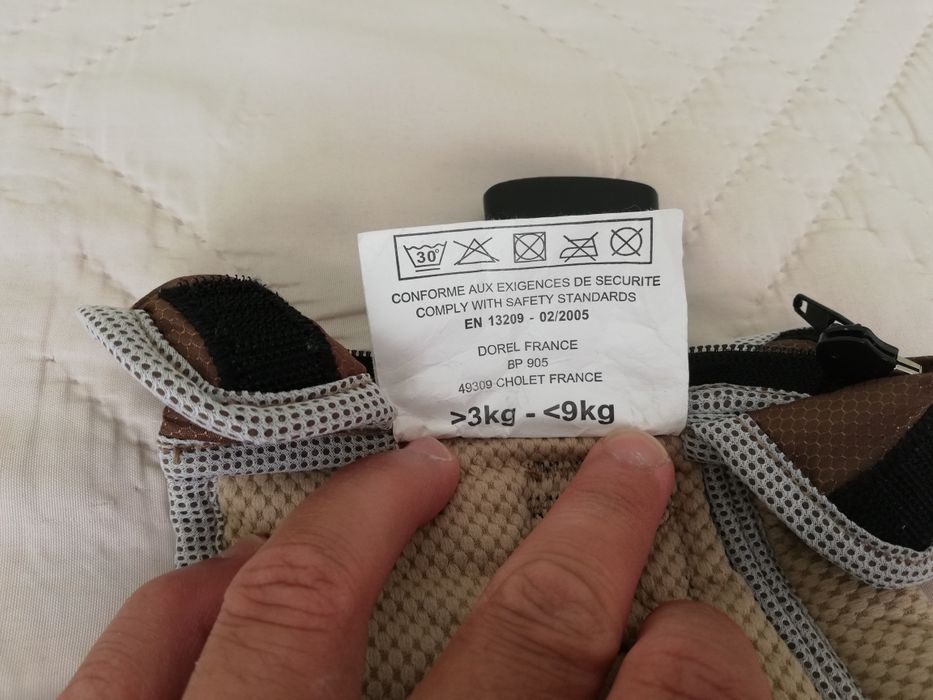 30°
CONFORME AUX EXIGENCES DE SECURITE
COMPLY WITH SAFETY STANDARDS
EN 13209 - 02/2005
DOREL FRANCE
BP 905
49309 CHOLET FRANCE
>3kg - <9kg